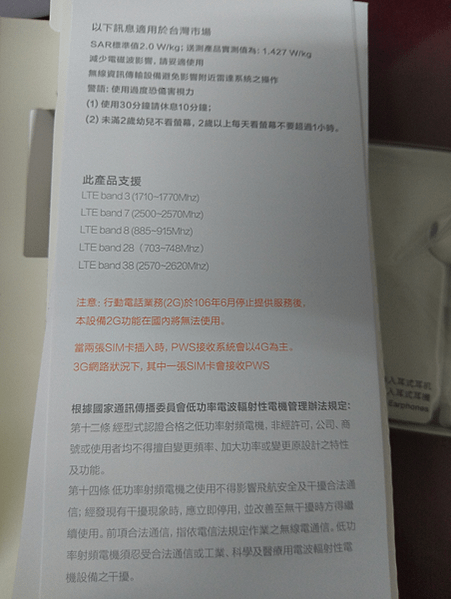 以下訊息適用於台灣市場
SAR標準值2.0 W/kg; 送測產品實測值為: 1.427 W/kg
減少電磁波影響, 請妥適使用
無線資訊傳輸設備避免影響附近雷達系統之操作
警語: 使用過度恐傷害視力
(1) 使用30分鐘請休息10分鐘;
(2) 未滿2歲幼兒不看螢幕, 2歲以上每天看螢幕不要超過1小時。
此產品支援
LTE band 3 (1710~1770Mhz)
LTE band 7 (2500~2570Mhz)
LTE band 8 (885~915Mhz)
LTE band 28（703~748Mhz）
LTE band 38 (2570~2620Mhz)
注意: 行動電話業務(2G)於106年6月停止提供服務後,
本設備2G功能在國內將無法使用。
當兩張SIM卡插入時, PWS接收系統會以4G為主。
3G網路狀況下, 其中一張SIM卡會接收PWS
根據國家通訊傳播委員會低功率電波輻射性電機管理辦法規定:
第十二條 經型式認證合格之低功率射頻電機, 非經許可, 公司、商
號或使用者均不得擅自變更頻率、加大功率或變更原設計之特性
及功能。
第十四條 低功率射頻電機之使用不得影響飛航安全及干擾合法通
信; 經發現有干擾現象時, 應立即停用, 並改善至無干擾時方得繼
續使用。前項合法通信, 指依電信法規定作業之無線電通信。低功
率射頻電機須忍受合法通信或工業、科學及醫療用電波輻射性電
機設備之干擾。
入耳式耳机
入耳式耳機
Earphones